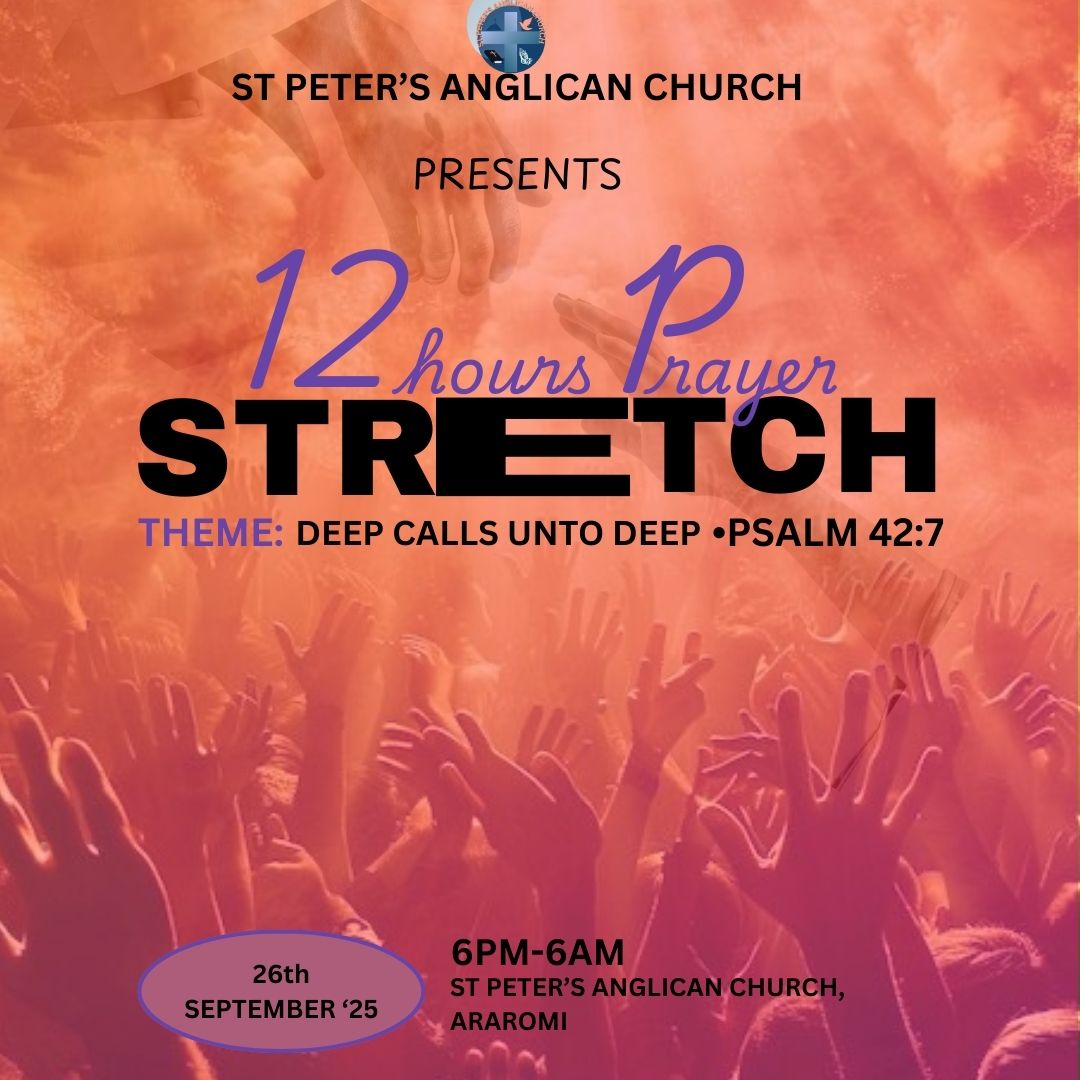 ST PETER’S ANGLICAN CHURCH
PRESENTS
12 hours Prayer
STRETCH
THEME: DEEP CALLS UNTO DEEP •PSALM 42:7
26th
SEPTEMBER ‘25
6PM-6AM
ST PETER’S ANGLICAN CHURCH,
ARAROMI